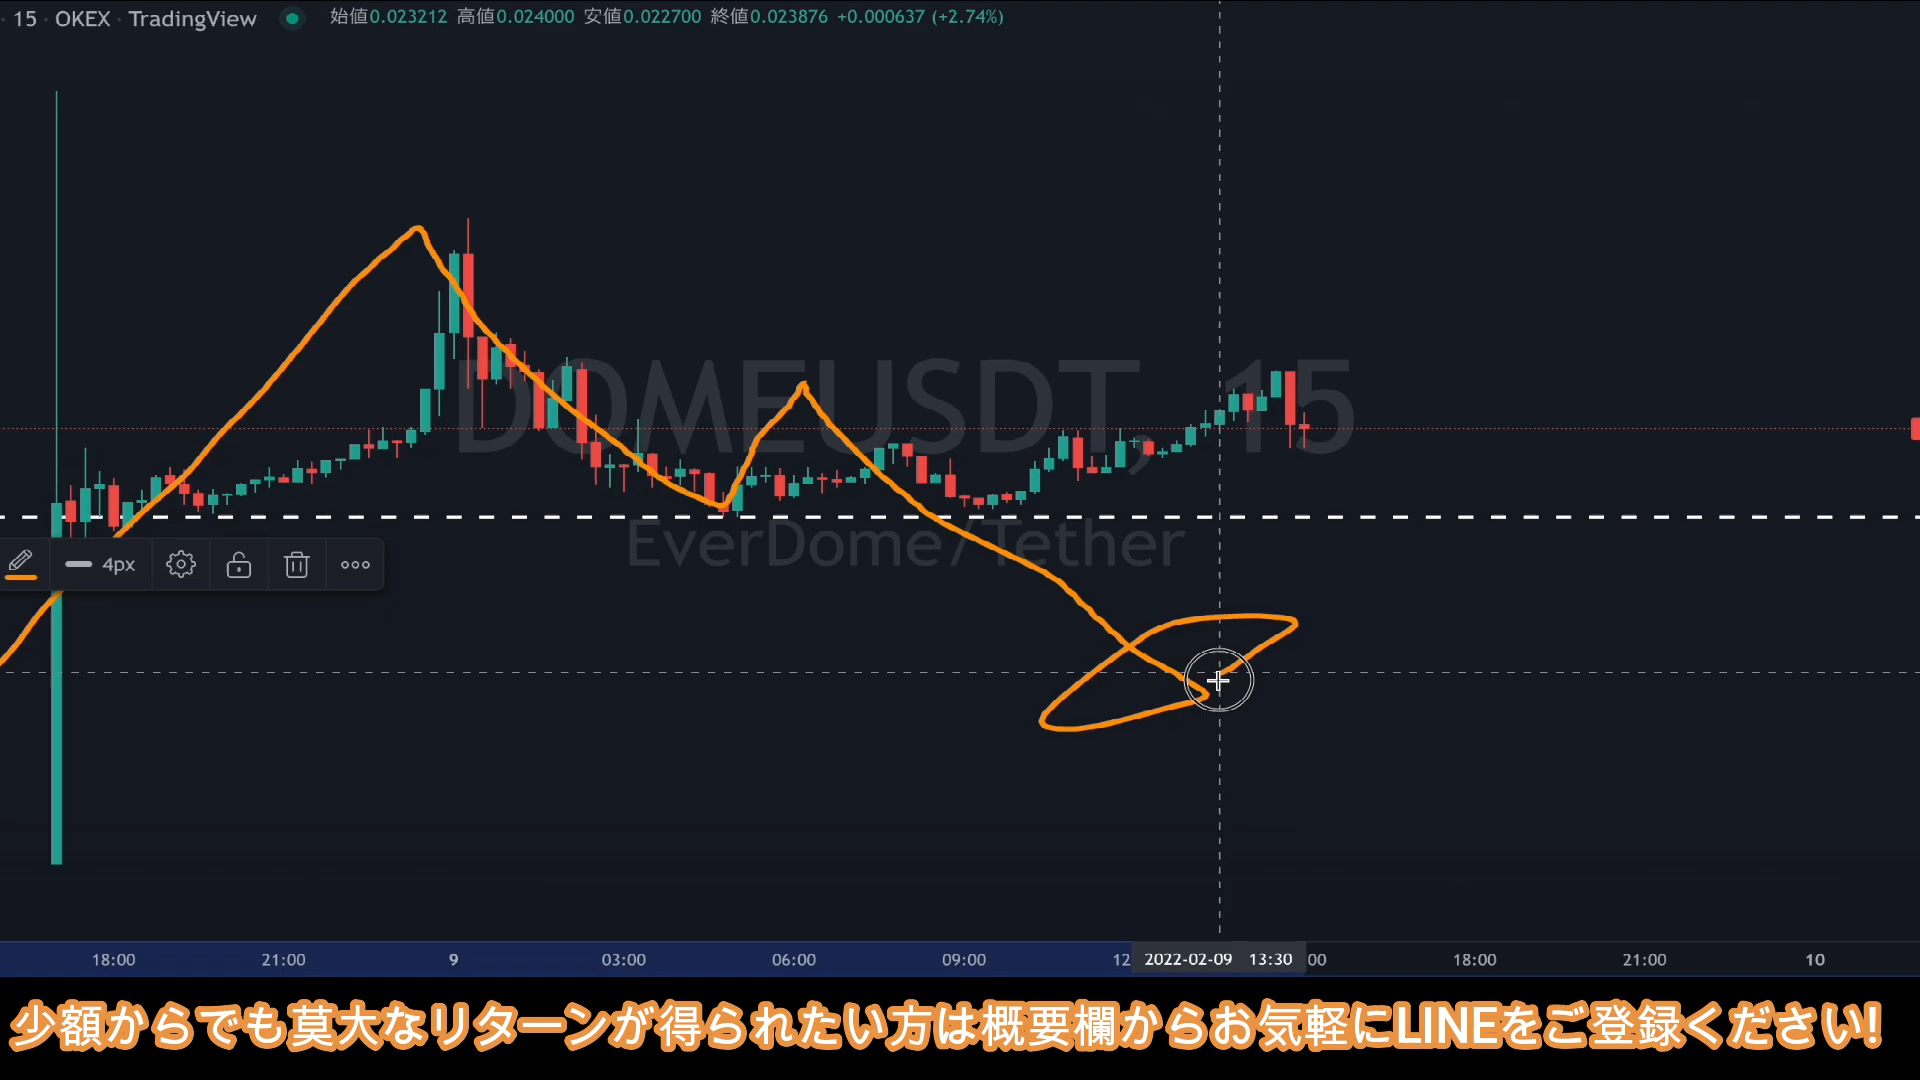 15 · OKEX · TradingView 始値0.023212 高値0.024000 安値0.022700 終値0.023876 +0.000637 (+2.74%)
DOMEUSDT, 15
EverDome/Tether
4px
18:00 21:00 9 03:00 06:00 09:00 12 2022-02-09 13:30 00 18:00 21:00 10
少額からでも莫大なリターンが得られたい方は概要欄からお気軽にLINEをご登録ください!